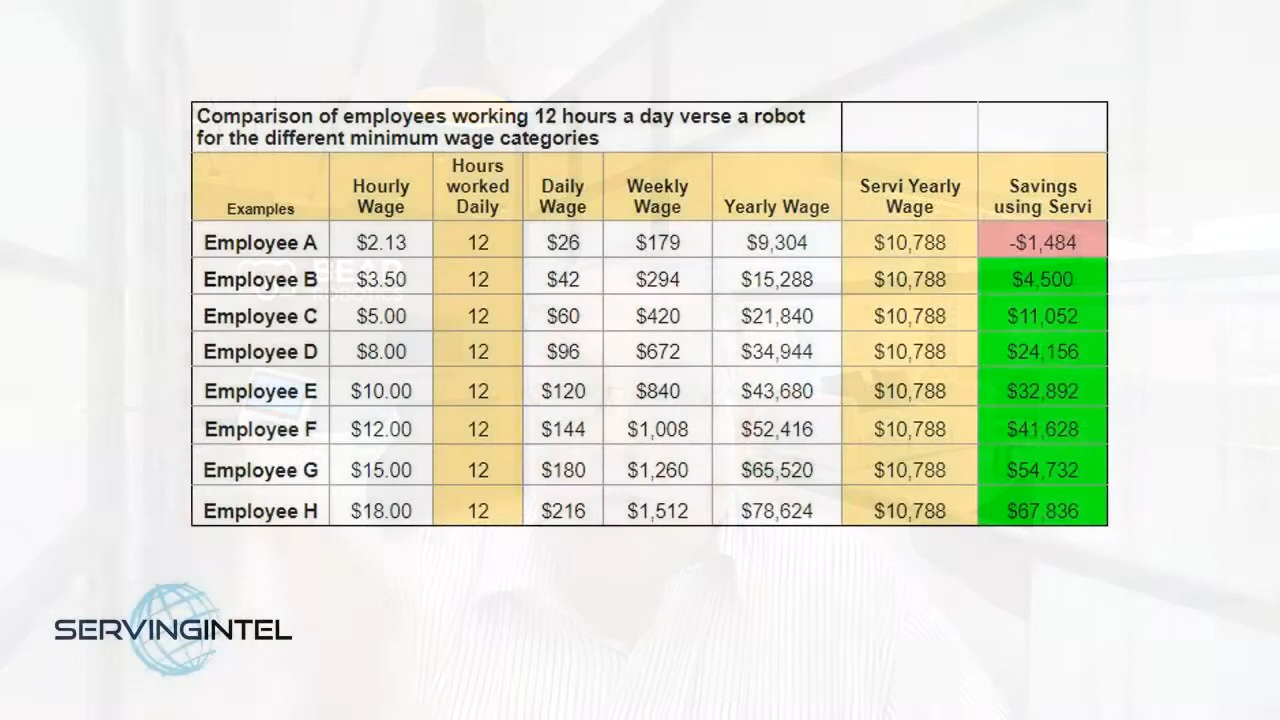 Comparison of employees working 12 hours a day verse a robot
for the different minimum wage categories
Examples Hourly Wage Hours worked Daily Daily Wage Weekly Wage Yearly Wage Servi Yearly Wage Savings using Servi
Employee A $2.13 12 $26 $179 $9,304 $10,788 -$1,484
Employee B $3.50 12 $42 $294 $15,288 $10,788 $4,500
Employee C $5.00 12 $60 $420 $21,840 $10,788 $11,052
Employee D $8.00 12 $96 $672 $34,944 $10,788 $24,156
Employee E $10.00 12 $120 $840 $43,680 $10,788 $32,892
Employee F $12.00 12 $144 $1,008 $52,416 $10,788 $41,628
Employee G $15.00 12 $180 $1,260 $65,520 $10,788 $54,732
Employee H $18.00 12 $216 $1,512 $78,624 $10,788 $67,836
BEAR
ROBOTICS
SERVINGINTEL